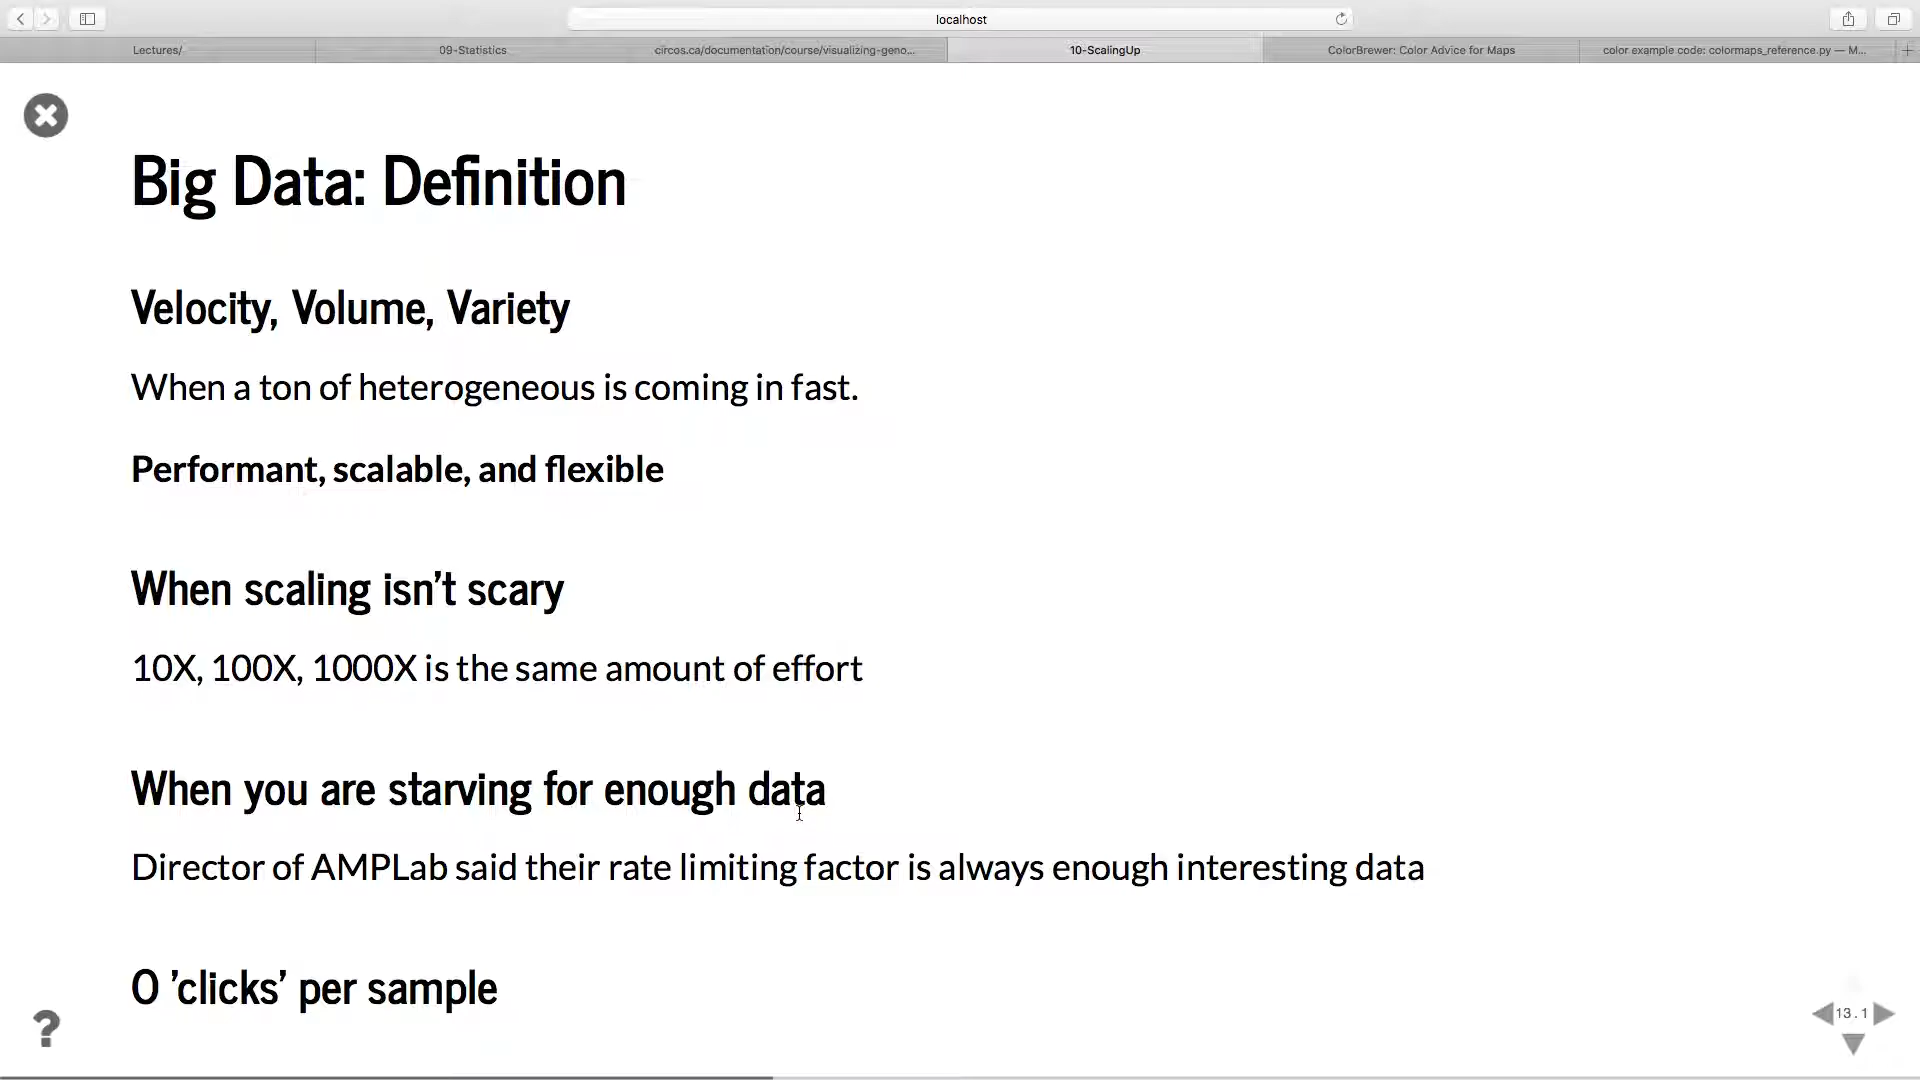 localhost
Lectures/
09-Statistics
circos.ca/documentation/course/visualizing-geno...
10-ScalingUp
ColorBrewer: Color Advice for Maps
color example code: colormaps_reference.py — M...
Big Data: Definition
Velocity, Volume, Variety
When a ton of heterogeneous is coming in fast.
Performant, scalable, and flexible
When scaling isn't scary
10X, 100X, 1000X is the same amount of effort
When you are starving for enough data
Director of AMPLab said their rate limiting factor is always enough interesting data
0 'clicks' per sample
?
13.1